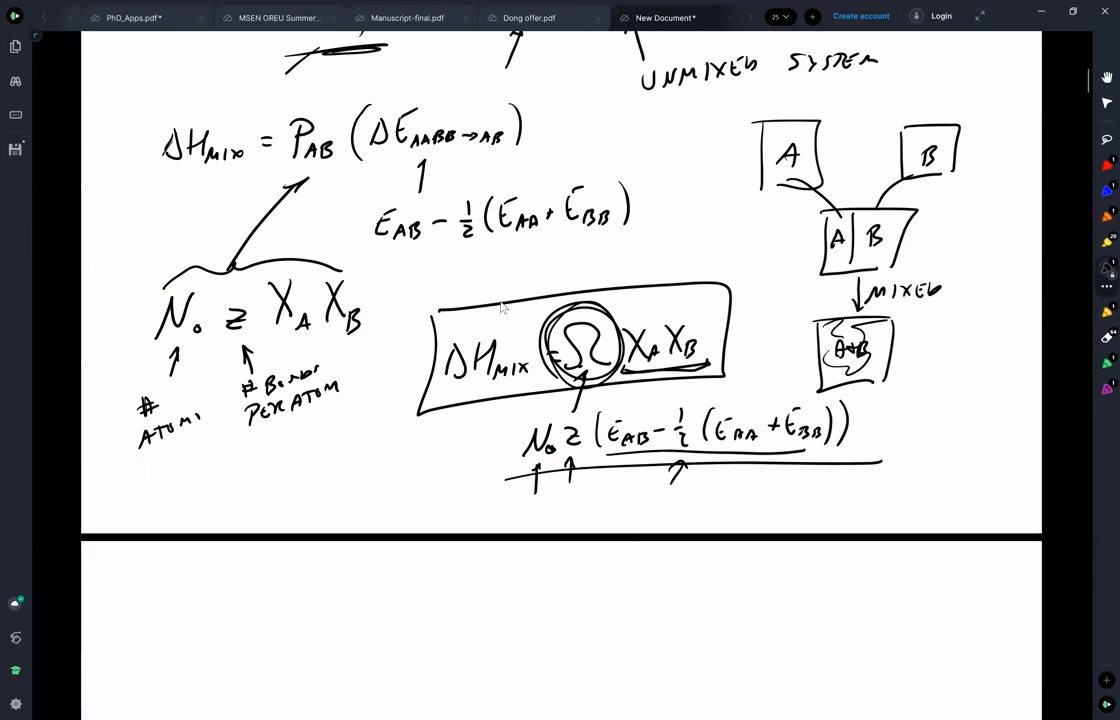 PhD_Apps.pdf*
MSEN OREU Summer...
Manuscript-final.pdf
Dong offer.pdf
New Document*
25
Create account
Login
UNMIXED SYSTEM
ΔH_MIX = P_AB (ΔE_AABB→AB)
E_AB - 1/2 (E_AA + E_BB)
A
B
A B
MIXED
A+B
N_0 z X_A X_B
# ATOMS
# BONDS
PER ATOM
ΔH_MIX = Ω X_A X_B
N_0 z (E_AB - 1/2 (E_AA + E_BB))